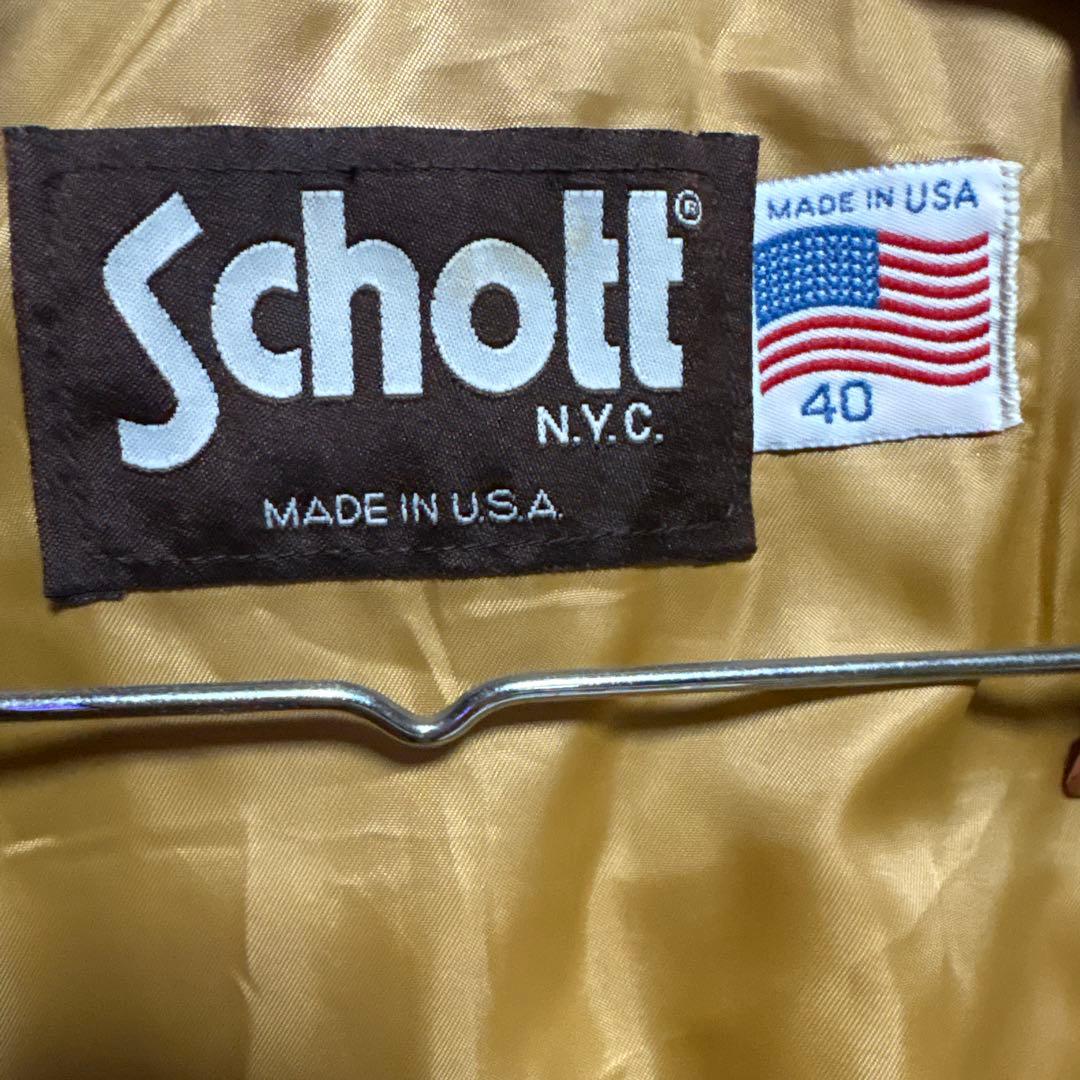 Schott®
N.Y.C.
MADE IN U.S.A.
MADE IN USA
40